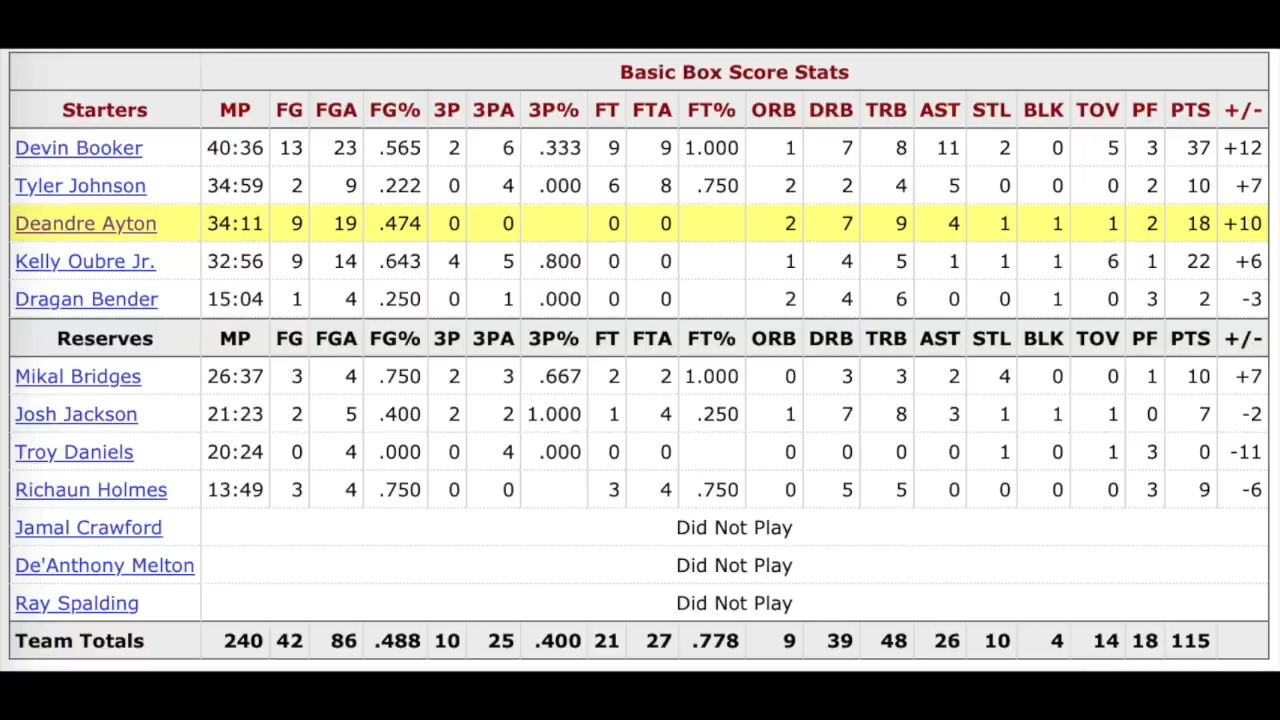 Basic Box Score Stats
Starters MP FG FGA FG% 3P 3PA 3P% FT FTA FT% ORB DRB TRB AST STL BLK TOV PF PTS +/-
Devin Booker 40:36 13 23 .565 2 6 .333 9 9 1.000 1 7 8 11 2 0 5 3 37 +12
Tyler Johnson 34:59 2 9 .222 0 4 .000 6 8 .750 2 2 4 5 0 0 0 2 10 +7
Deandre Ayton 34:11 9 19 .474 0 0 0 0 2 7 9 4 1 1 1 2 18 +10
Kelly Oubre Jr. 32:56 9 14 .643 4 5 .800 0 0 1 4 5 1 1 1 6 1 22 +6
Dragan Bender 15:04 1 4 .250 0 1 .000 0 0 2 4 6 0 0 1 0 3 2 -3
Reserves MP FG FGA FG% 3P 3PA 3P% FT FTA FT% ORB DRB TRB AST STL BLK TOV PF PTS +/-
Mikal Bridges 26:37 3 4 .750 2 3 .667 2 2 1.000 0 3 3 2 4 0 0 1 10 +7
Josh Jackson 21:23 2 5 .400 2 2 1.000 1 4 .250 1 7 8 3 1 1 1 0 7 -2
Troy Daniels 20:24 0 4 .000 0 4 .000 0 0 0 0 0 0 1 0 1 3 0 -11
Richaun Holmes 13:49 3 4 .750 0 0 3 4 .750 0 5 5 0 0 0 0 3 9 -6
Jamal Crawford Did Not Play
De'Anthony Melton Did Not Play
Ray Spalding Did Not Play
Team Totals 240 42 86 .488 10 25 .400 21 27 .778 9 39 48 26 10 4 14 18 115